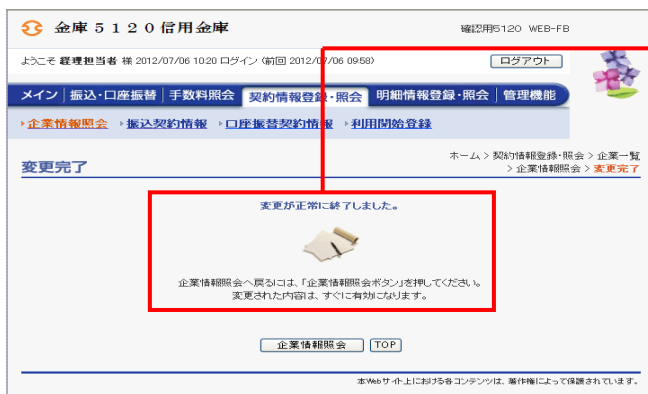 金庫５１２０信用金庫
確認用5120 WEB-FB
ようこそ 経理担当者 様 2012/07/06 10:20 ログイン (前回 2012/07/06 09:58)
ログアウト
メイン 振込・口座振替 手数料照会 契約情報登録・照会 明細情報登録・照会 管理機能
企業情報照会 振込契約情報 口座振替契約情報 利用開始登録
変更完了
ホーム > 契約情報登録・照会 > 企業一覧
> 企業情報照会 > 変更完了
変更が正常に終了しました。
企業情報照会へ戻るには、「企業情報照会ボタン」を押してください。
変更された内容は、すぐに有効になります。
企業情報照会 TOP
本Webサイト上における各コンテンツは、著作権によって保護されています。